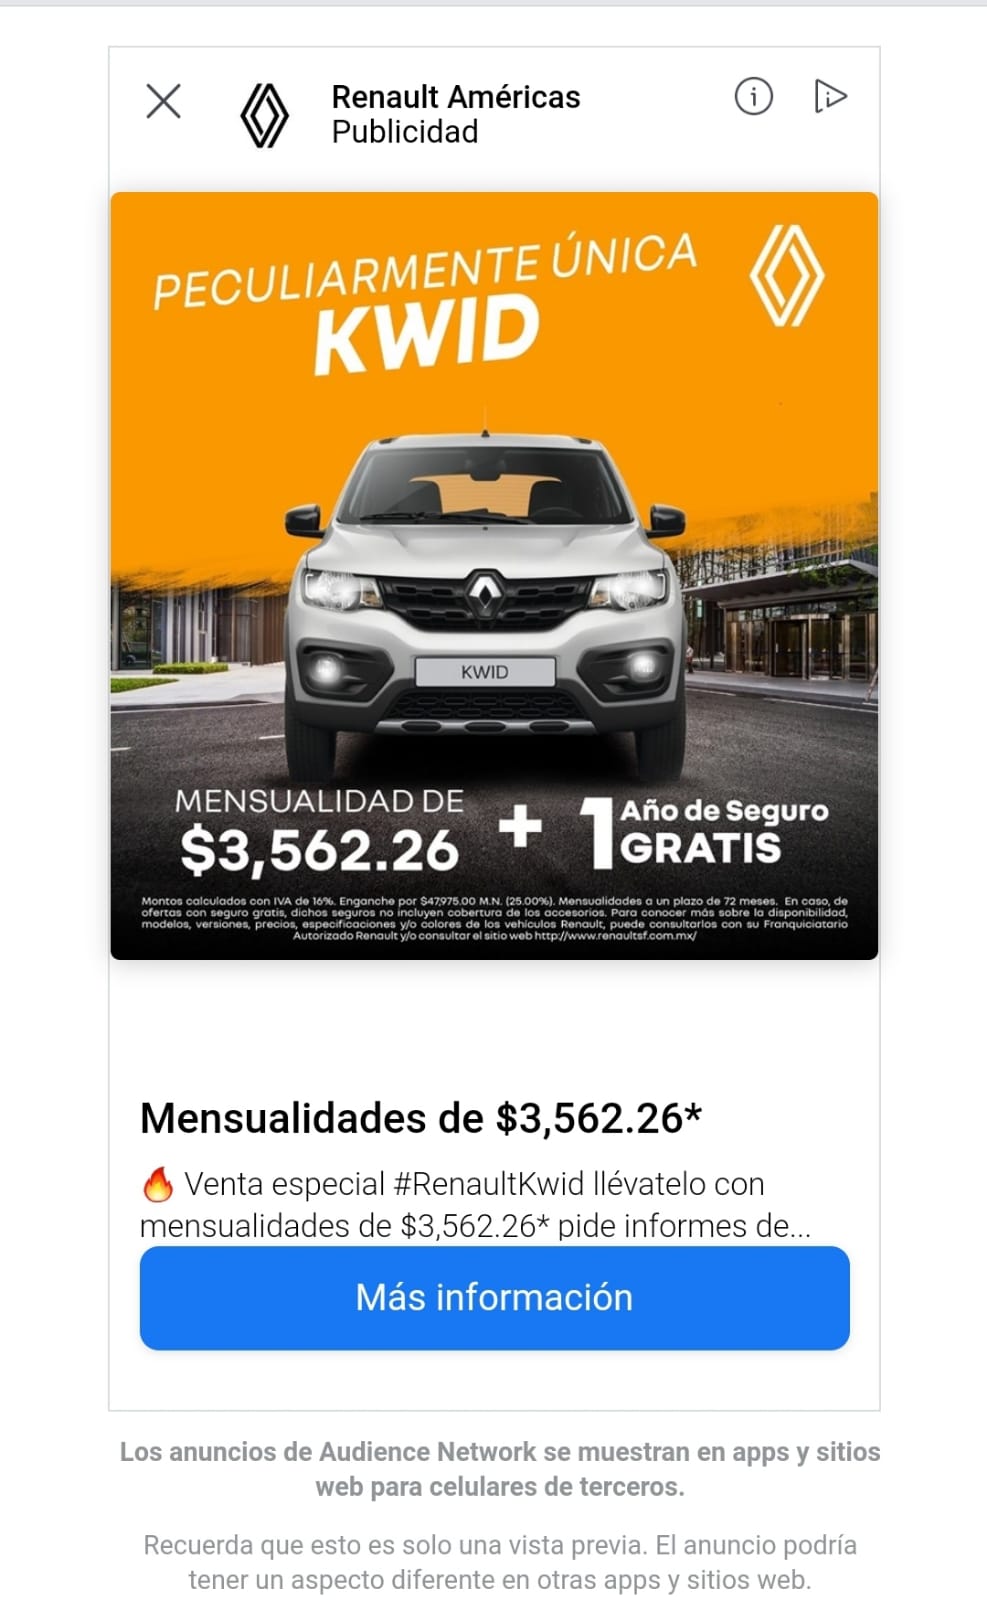 Renault Américas
Publicidad
PECULIARMENTE ÚNICA
KWID
KWID
MENSUALIDAD DE
$3,562.26
+
1 Año de Seguro
GRATIS
Montos calculados con IVA de 16%. Enganche por $47,975.00 M.N. (25.00%). Mensualidades a un plazo de 72 meses. En caso, de
ofertas con seguro gratis, dichos seguros no incluyen cobertura de los accesorios. Para conocer más sobre la disponibilidad,
modelos, versiones, precios, especificaciones y/o colores de los vehículos Renault, puede consultarlos con su Franquiciatario
Autorizado Renault y/o consultar el sitio web http://www.renaultsf.com.mx/
Mensualidades de $3,562.26*
🔥 Venta especial #RenaultKwid llévatelo con
mensualidades de $3,562.26* pide informes de...
Más información
Los anuncios de Audience Network se muestran en apps y sitios
web para celulares de terceros.
Recuerda que esto es solo una vista previa. El anuncio podría
tener un aspecto diferente en otras apps y sitios web.